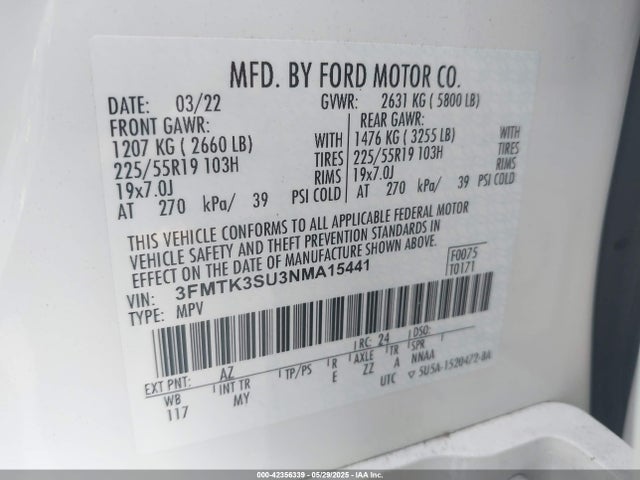 MFD. BY FORD MOTOR CO.
DATE: 03/22 GVWR: 2631 KG ( 5800 LB)
FRONT GAWR: REAR GAWR:
1207 KG ( 2660 LB) WITH 1476 KG ( 3255 LB) WITH
225/55R19 103H TIRES 225/55R19 103H TIRES
19x7.0J RIMS 19x7.0J RIMS
AT 270 kPa/ 39 PSI COLD AT 270 kPa/ 39 PSI COLD
THIS VEHICLE CONFORMS TO ALL APPLICABLE FEDERAL MOTOR
VEHICLE SAFETY AND THEFT PREVENTION STANDARDS IN
EFFECT ON THE DATE OF MANUFACTURE SHOWN ABOVE.
VIN: 3FMTK3SU3NMA15441 F0075
TYPE: MPV T0171
RC: 24 DSO:
EXT PNT: AZ
WB INT TR TP/PS R AXLE TR SPR
117 MY E ZZ A NNAA
UTC ▽ 5U5A-1520472-BA
000-42356339 - 05/29/2025 - IAA Inc.